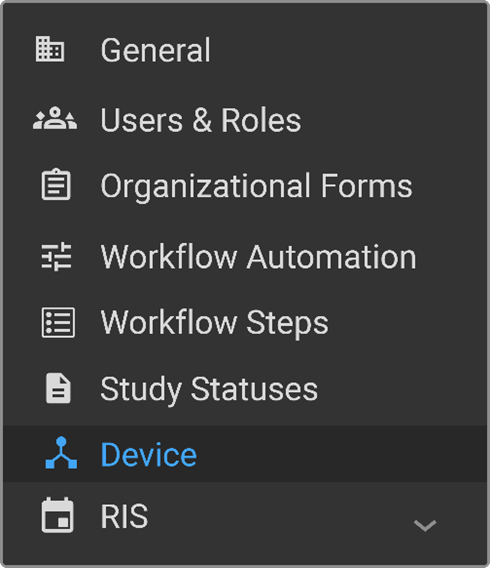 General
Users & Roles
Organizational Forms
Workflow Automation
Workflow Steps
Study Statuses
Device
RIS